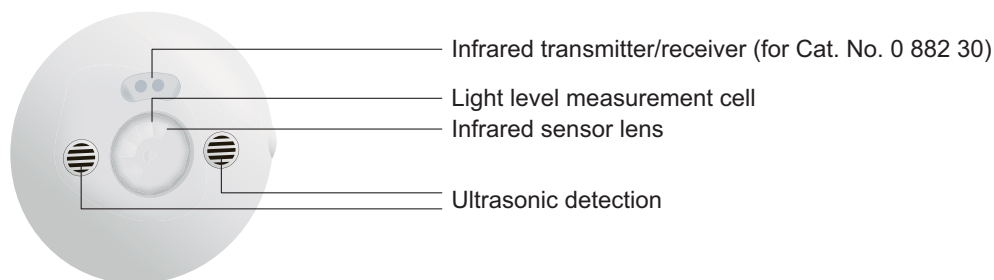 Infrared transmitter/receiver (for Cat. No. 0 882 30)
Light level measurement cell
Infrared sensor lens
Ultrasonic detection